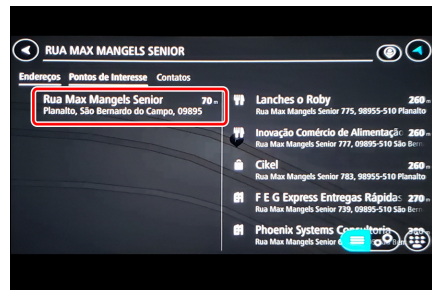 RUA MAX MANGELS SENIOR
Endereços Pontos de Interesse Contatos
Rua Max Mangels Senior 70 m
Planalto, São Bernardo do Campo, 09895
Lanches o Roby 260 m
Rua Max Mangels Senior 775, 98955-510 Planalto
Inovação Comércio de Alimentaçã 260 m
Rua Max Mangels Senior 777, 09895-510 São Bern
Cikel 260 m
Rua Max Mangels Senior 783, 98955-510 Planalto
F E G Express Entregas Rápidas 270 m
Rua Max Mangels Senior 739, 09895-510 São Bern
Phoenix Systems Consultoria
Rua Max Mangels Senior